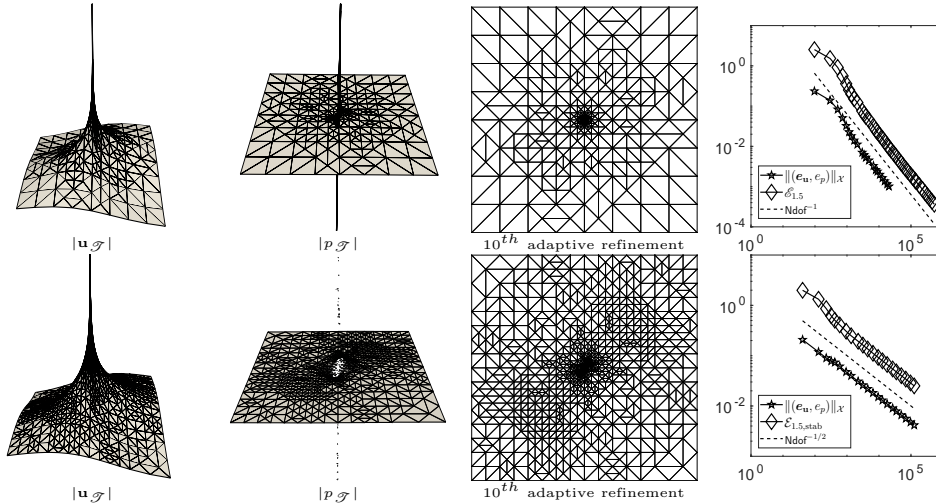 10^0
10^-2
‖(e_u, e_p)‖_𝒳
ℰ_1.5
Ndof^-1
10^-4
10^0
10^5
|u_𝒯|
|p_𝒯|
10^th adaptive refinement
10^0
10^-2
‖(e_u, e_p)‖_𝒳
ℰ_1.5,stab
Ndof^-1/2
10^0
10^5
|u_𝒯|
|p_𝒯|
10^th adaptive refinement